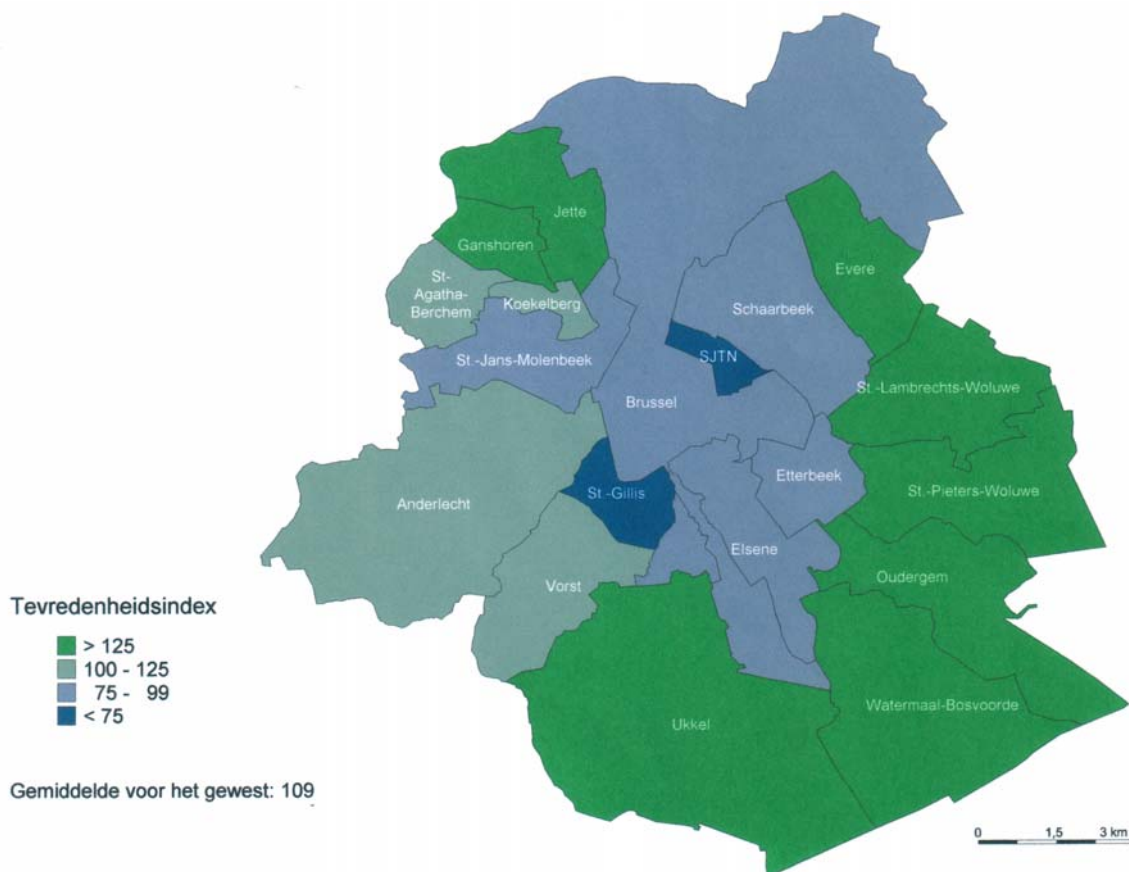 Jette
Ganshoren
St-
Agatha-
Berchem
Koekelberg
Evere
Schaarbeek
St.-Jans-Molenbeek
SJTN
St.-Lambrechts-Woluwe
Brussel
Etterbeek
St.-Pieters-Woluwe
Anderlecht
St.-Gillis
Elsene
Oudergem
Vorst
Watermaal-Bosvoorde
Ukkel
Tevredenheidsindex
> 125
100 - 125
75 - 99
< 75
Gemiddelde voor het gewest: 109
0 1,5 3 km